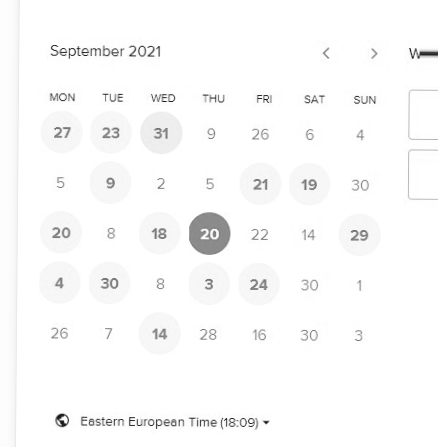 September 2021
MON TUE WED THU FRI SAT SUN
27 23 31 9 26 6 4
5 9 2 5 21 19 30
20 8 18 20 22 14 29
4 30 8 3 24 30 1
26 7 14 28 16 30 3
Eastern European Time (18:09)